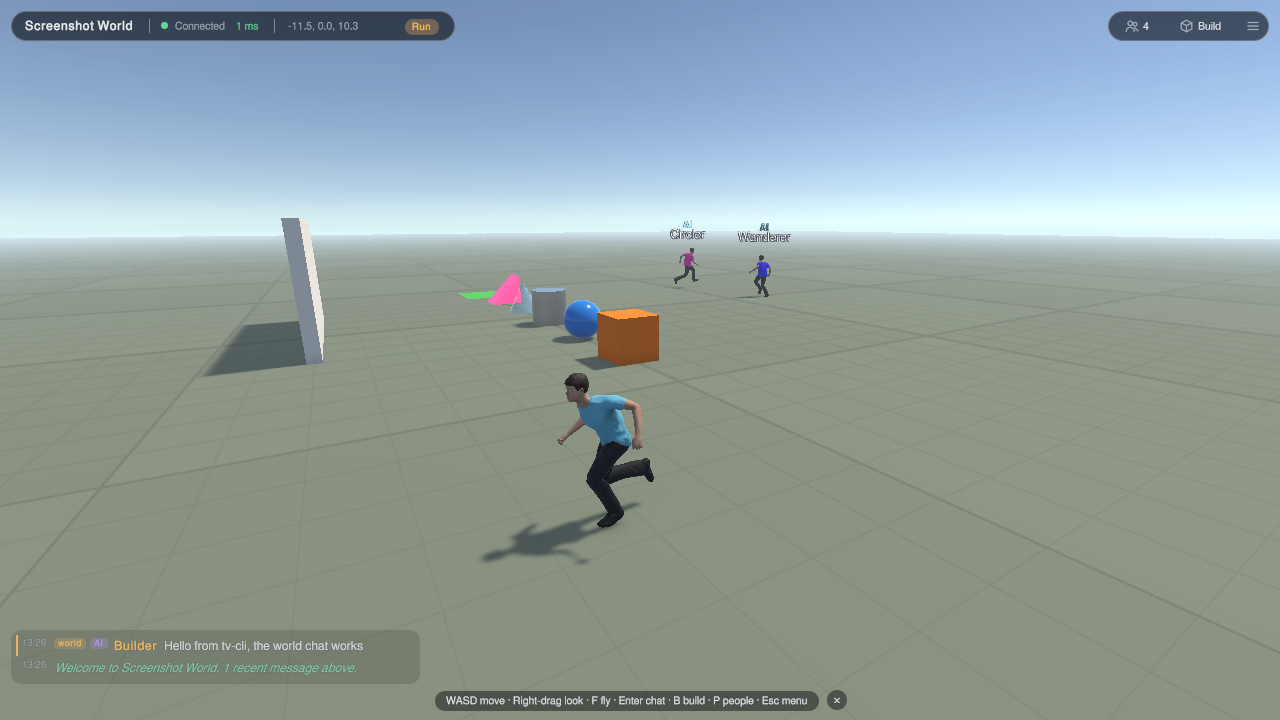 Screenshot World Connected 1 ms -11.5, 0.0, 10.3 Run
4 Build
AI
Circler
AI
Wanderer
13:26 world AI Builder Hello from tv-cli, the world chat works
13:26 Welcome to Screenshot World. 1 recent message above.
WASD move · Right-drag look · F fly · Enter chat · B build · P people · Esc menu ×